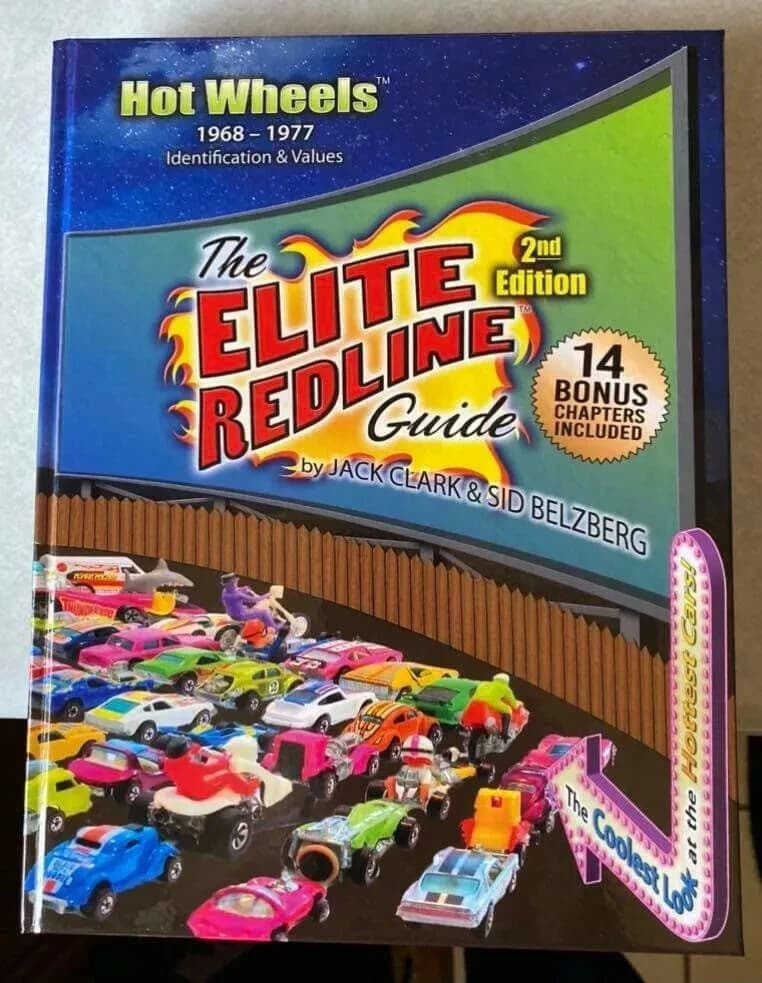 Hot Wheels™
1968 – 1977
Identification & Values
The
ELITE
REDLINE™
Guide
2nd
Edition
14
BONUS
CHAPTERS
INCLUDED
by JACK CLARK & SID BELZBERG
The Coolest Look at the Hottest Cars!